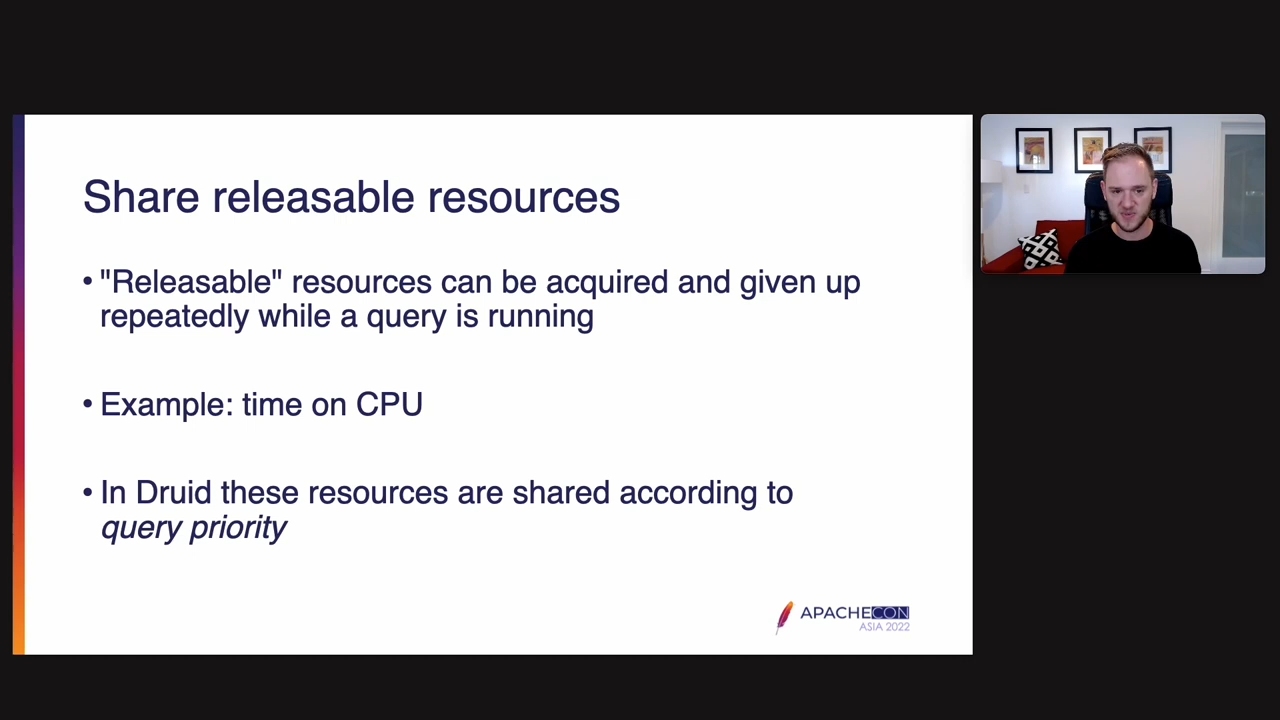 Share releasable resources
• "Releasable" resources can be acquired and given up
repeatedly while a query is running
• Example: time on CPU
• In Druid these resources are shared according to
query priority
APACHECON
ASIA 2022